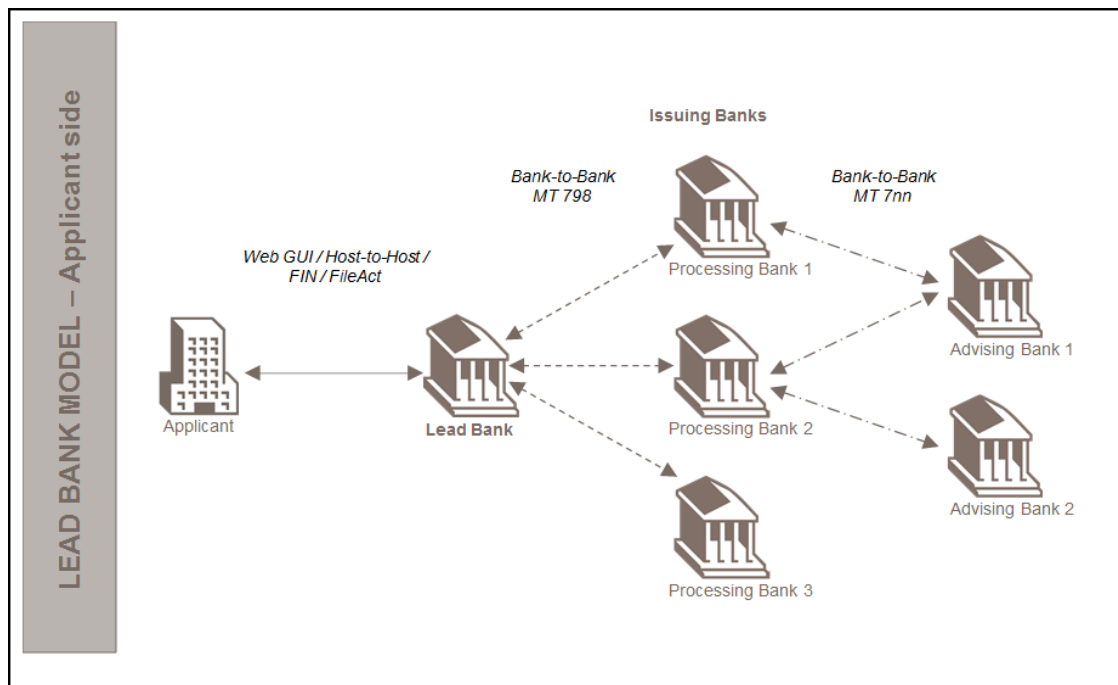 LEAD BANK MODEL – Applicant side
Issuing Banks
Bank-to-Bank
MT 798
Bank-to-Bank
MT 7nn
Web GUI / Host-to-Host /
FIN / FileAct
Processing Bank 1
Advising Bank 1
Applicant
Lead Bank
Processing Bank 2
Advising Bank 2
Processing Bank 3